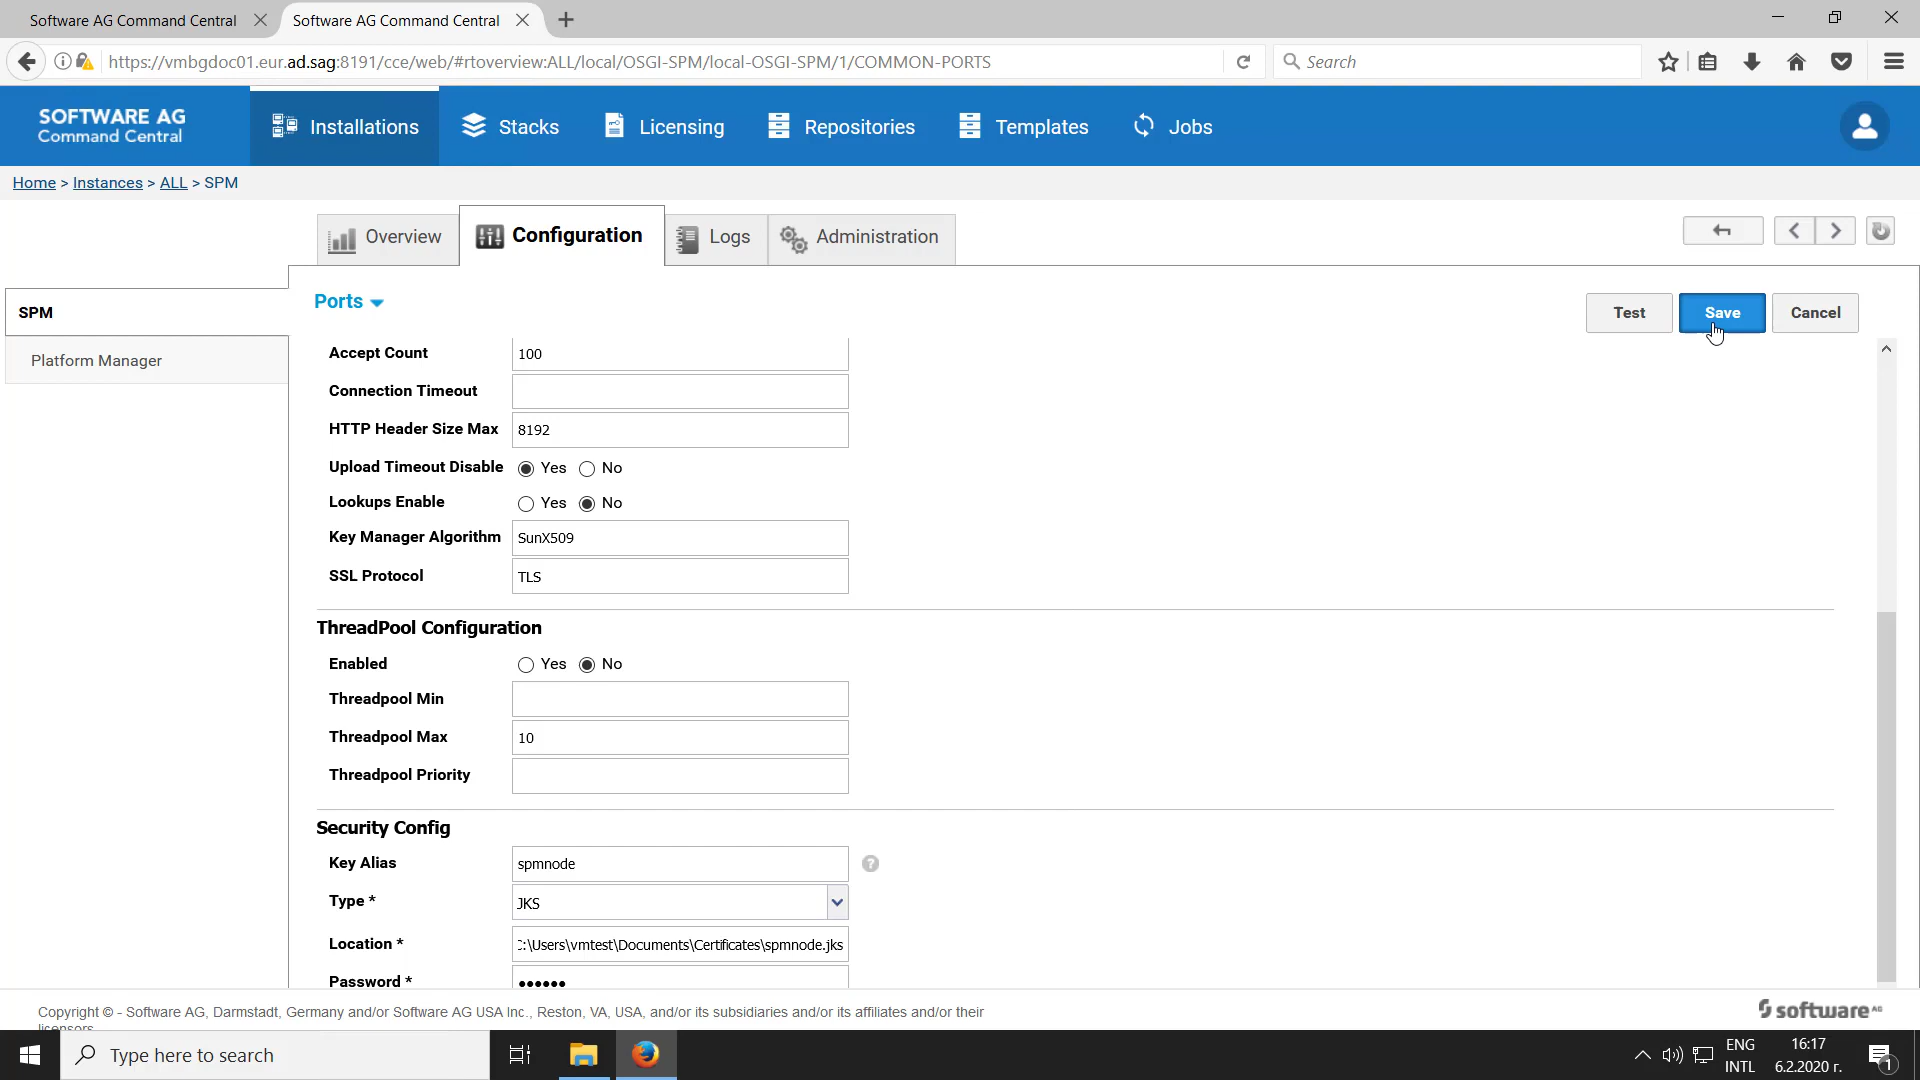 Software AG Command Central
Software AG Command Central
https://vmbgdoc01.eur.ad.sag:8191/cce/web/#rtoverview:ALL/local/OSGI-SPM/local-OSGI-SPM/1/COMMON-PORTS
Search
SOFTWARE AG
Command Central
Installations
Stacks
Licensing
Repositories
Templates
Jobs
Home > Instances > ALL > SPM
Overview
Configuration
Logs
Administration
SPM
Platform Manager
Ports
Test
Save
Cancel
Accept Count 100
Connection Timeout
HTTP Header Size Max 8192
Upload Timeout Disable Yes No
Lookups Enable Yes No
Key Manager Algorithm SunX509
SSL Protocol TLS
ThreadPool Configuration
Enabled Yes No
Threadpool Min
Threadpool Max 10
Threadpool Priority
Security Config
Key Alias spmnode ?
Type * JKS
Location * C:\Users\vmtest\Documents\Certificates\spmnode.jks
Password * ••••••
Copyright © - Software AG, Darmstadt, Germany and/or Software AG USA Inc., Reston, VA, USA, and/or its subsidiaries and/or its affiliates and/or their
licensors.
software AG
Type here to search
ENG
INTL
16:17
6.2.2020 г.
1